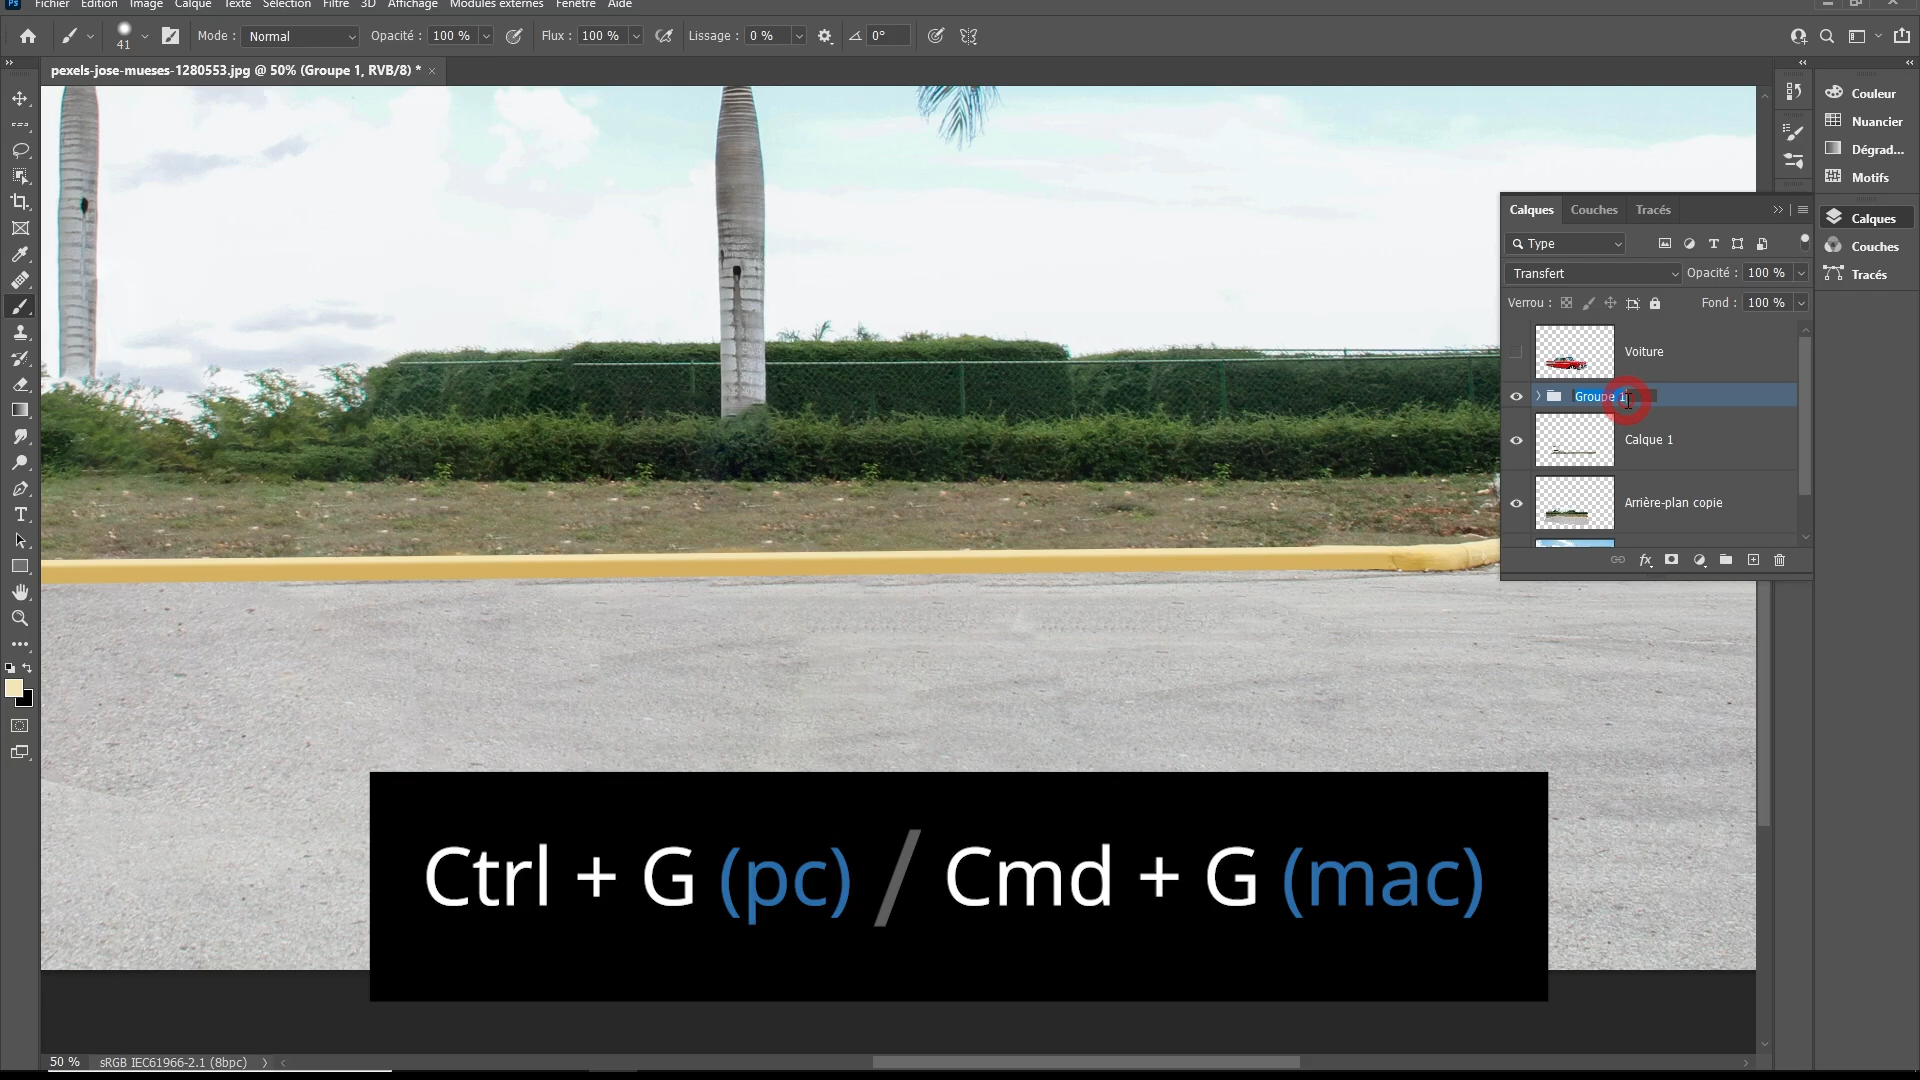 Ps Fichier Edition Image Calque Texte Sélection Filtre 3D Affichage Modules externes Fenêtre Aide
41 Mode : Normal Opacité : 100 % Flux : 100 % Lissage : 0 % 0°
pexels-jose-mueses-1280553.jpg @ 50% (Groupe 1, RVB/8) * ×
Couleur
Nuancier
Dégrad...
Motifs
Calques
Couches
Tracés
Calques Couches Tracés
Type
Transfert Opacité : 100 %
Verrou : Fond : 100 %
Voiture
Groupe 1
Calque 1
Arrière-plan copie
fx
Ctrl + G (pc) / Cmd + G (mac)
50 % sRGB IEC61966-2.1 (8bpc)